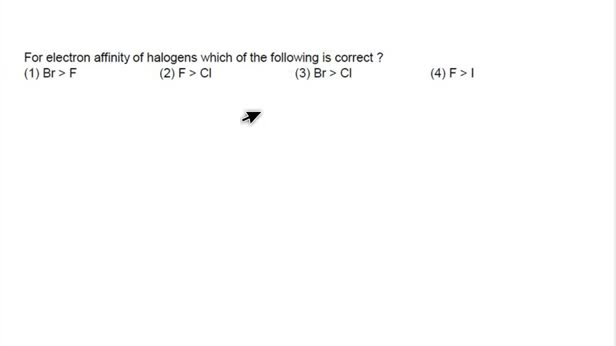 For electron affinity of halogens which of the following is correct ?
(1) Br > F (2) F > Cl (3) Br > Cl (4) F > I